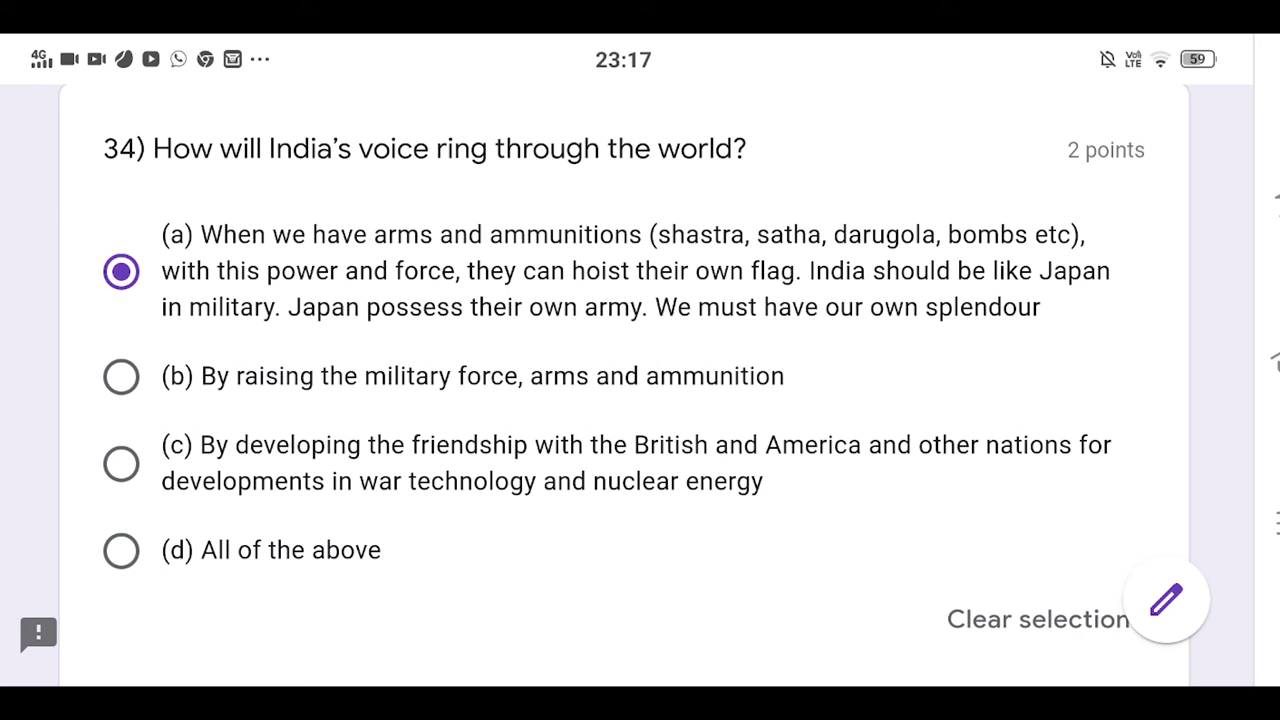 4G 23:17 Vo) LTE 59
34) How will India's voice ring through the world? 2 points
(a) When we have arms and ammunitions (shastra, satha, darugola, bombs etc),
with this power and force, they can hoist their own flag. India should be like Japan
in military. Japan possess their own army. We must have our own splendour
(b) By raising the military force, arms and ammunition
(c) By developing the friendship with the British and America and other nations for
developments in war technology and nuclear energy
(d) All of the above
Clear selection